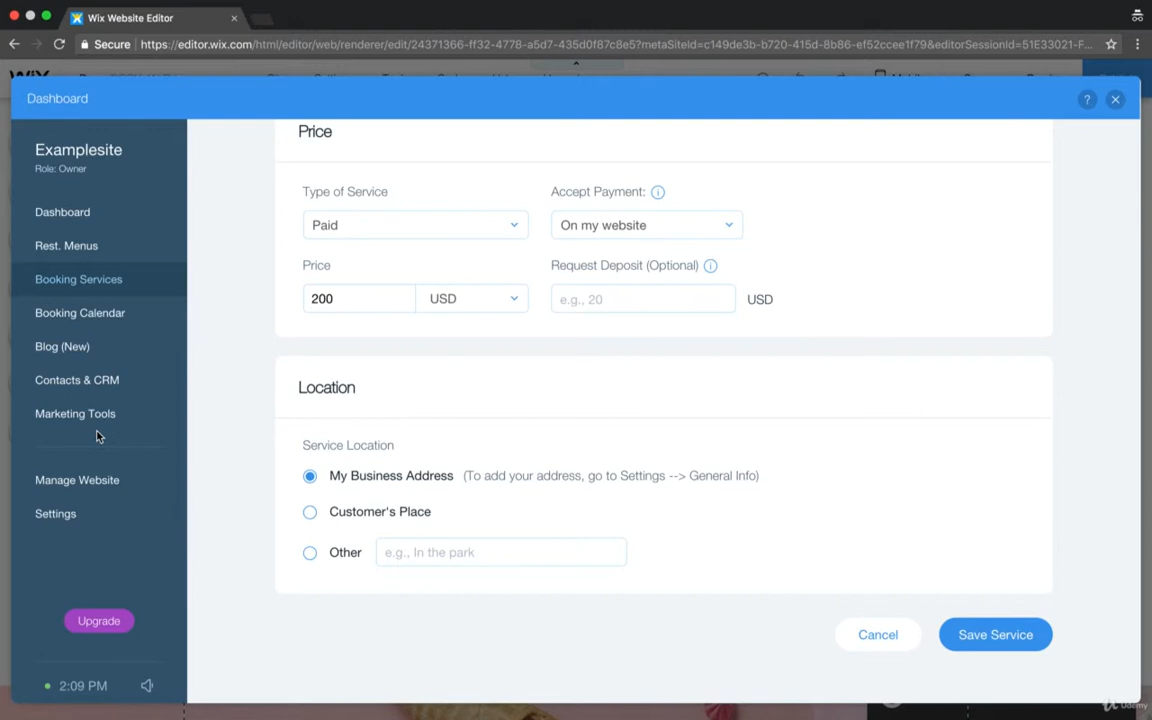 Wix Website Editor
Secure https://editor.wix.com/html/editor/web/renderer/edit/24371366-ff32-4778-a5d7-435d0f87c8e5?metaSiteId=c149de3b-b720-415d-8b86-ef52ccee1f79&editorSessionId=51E33021-F...
Dashboard
?
Examplesite
Role: Owner
Dashboard
Rest. Menus
Booking Services
Booking Calendar
Blog (New)
Contacts & CRM
Marketing Tools
Manage Website
Settings
Upgrade
2:09 PM
Price
Type of Service Accept Payment:
Paid On my website
Price Request Deposit (Optional)
200 USD e.g., 20 USD
Location
Service Location
My Business Address (To add your address, go to Settings --> General Info)
Customer's Place
Other e.g., In the park
Cancel Save Service
Udemy